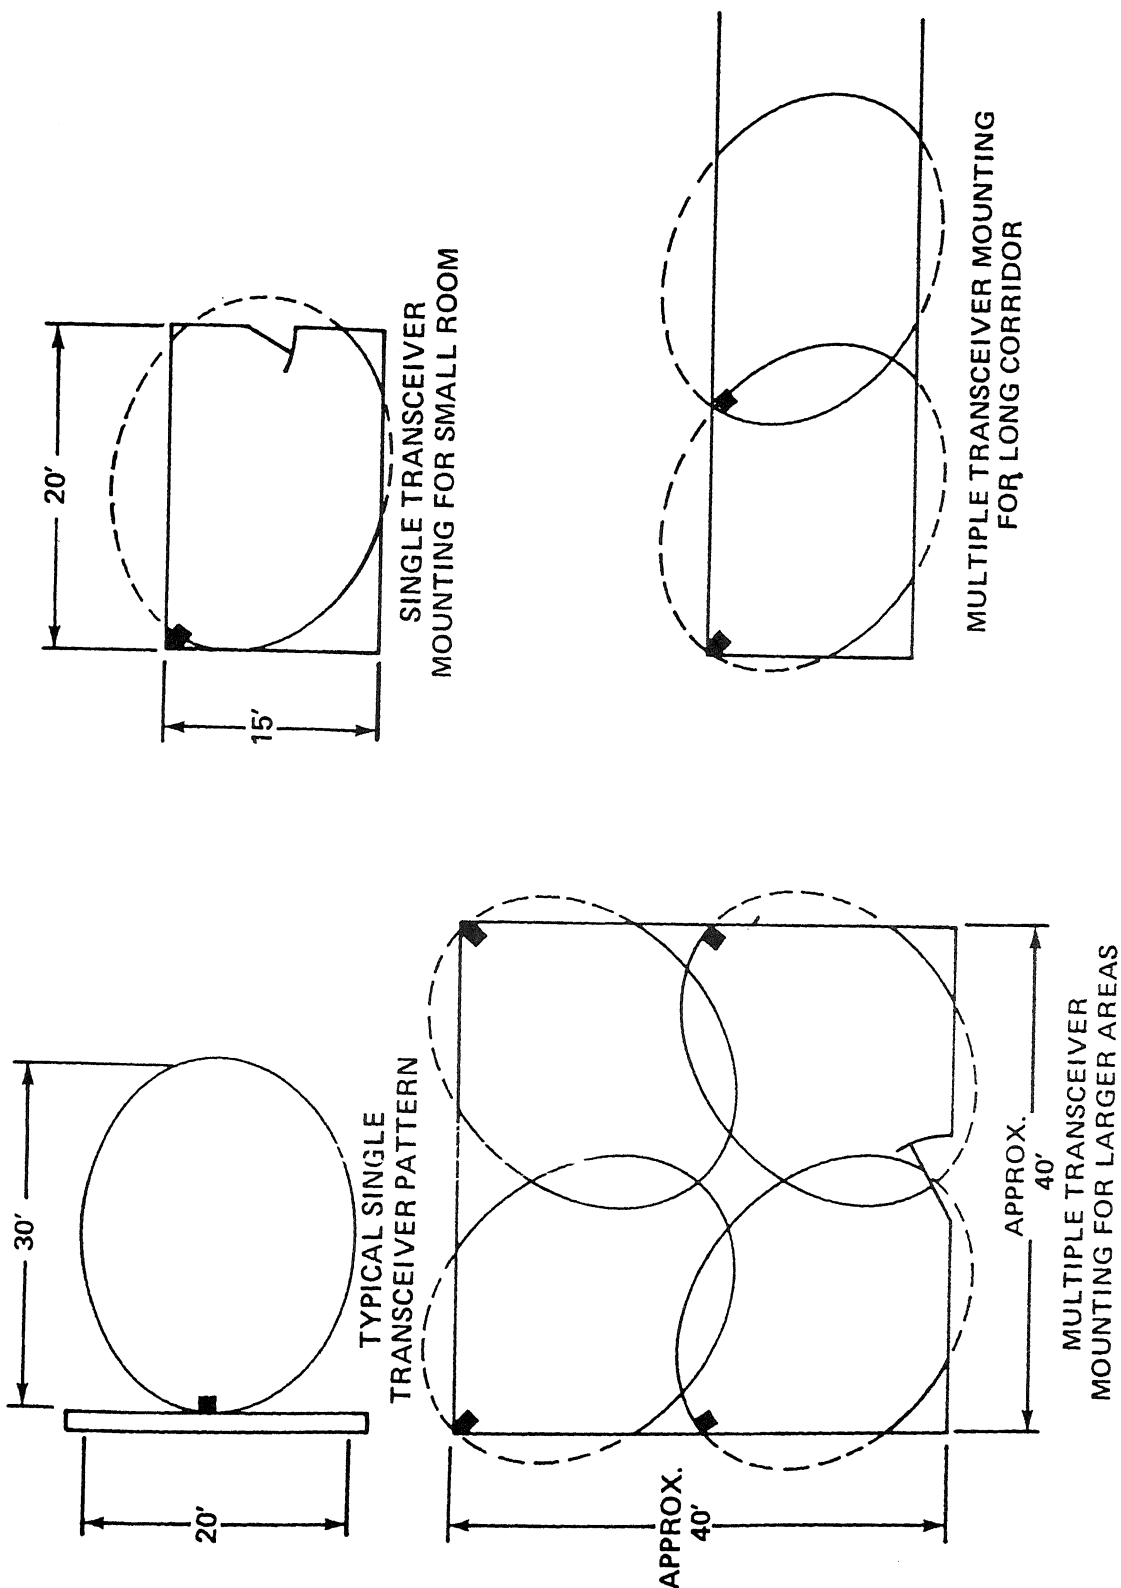 30'
20'
TYPICAL SINGLE
TRANSCEIVER PATTERN
20'
15'
SINGLE TRANSCEIVER
MOUNTING FOR SMALL ROOM
APPROX.
40'
APPROX.
40'
MULTIPLE TRANSCEIVER
MOUNTING FOR LARGER AREAS
MULTIPLE TRANSCEIVER MOUNTING
FOR LONG CORRIDOR